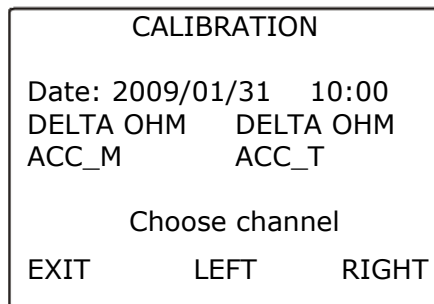 CALIBRATION
Date: 2009/01/31 10:00
DELTA OHM DELTA OHM
ACC_M ACC_T
Choose channel
EXIT LEFT RIGHT